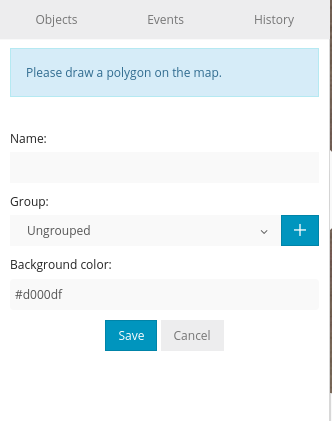 Objects Events History
Please draw a polygon on the map.
Name:
Group:
Ungrouped
Background color:
#d000df
Save Cancel